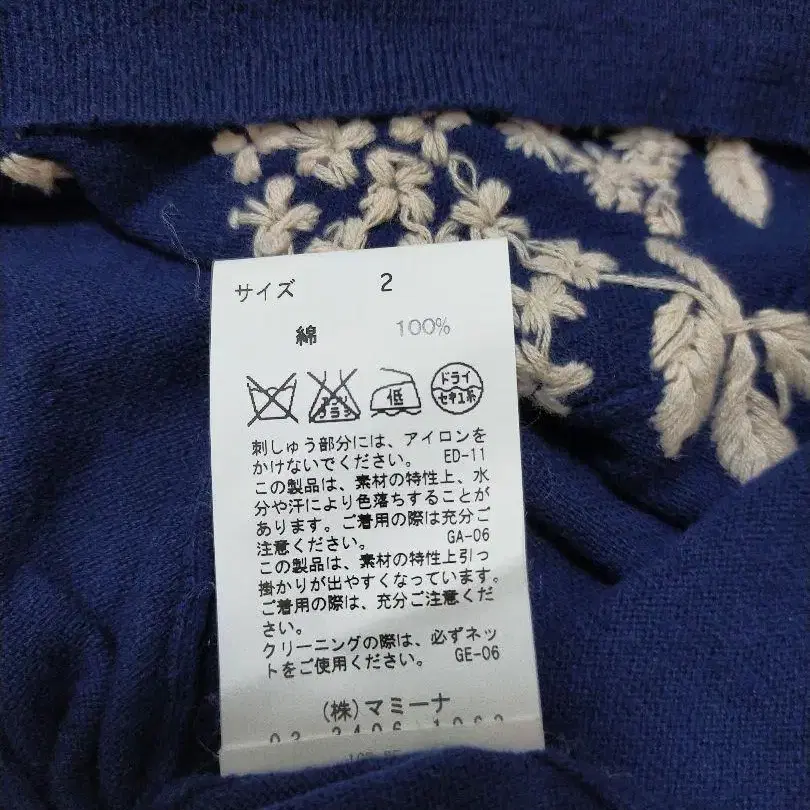 サイズ 2
綿 100%
エンソ サラシ 低 ドライ セキユ系
刺しゅう部分には、アイロンを
かけないでください。 ED-11
この製品は、素材の特性上、水
分や汗により色落ちすることが
あります。ご着用の際は充分ご
注意ください。 GA-06
この製品は、素材の特性上引っ
掛かりが出やすくなっています。
ご着用の際は、充分ご注意くだ
さい。
クリーニングの際は、必ずネッ
トをご使用ください。 GE-06
(株)マミーナ